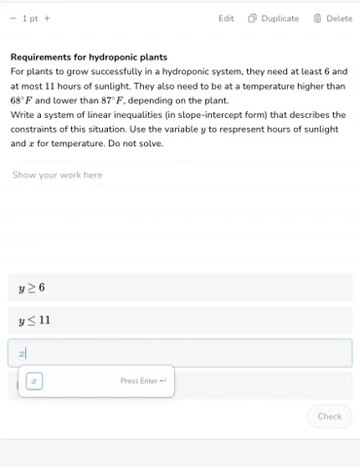 — 1 pt +
Edit
Duplicate
Delete
Requirements for hydroponic plants
For plants to grow successfully in a hydroponic system, they need at least 6 and
at most 11 hours of sunlight. They also need to be at a temperature higher than
68°F and lower than 87°F, depending on the plant.
Write a system of linear inequalities (in slope-intercept form) that describes the
constraints of this situation. Use the variable y to respresent hours of sunlight
and x for temperature. Do not solve.
Show your work here
y ≥ 6
y ≤ 11
x
x
Press Enter ↵
Check